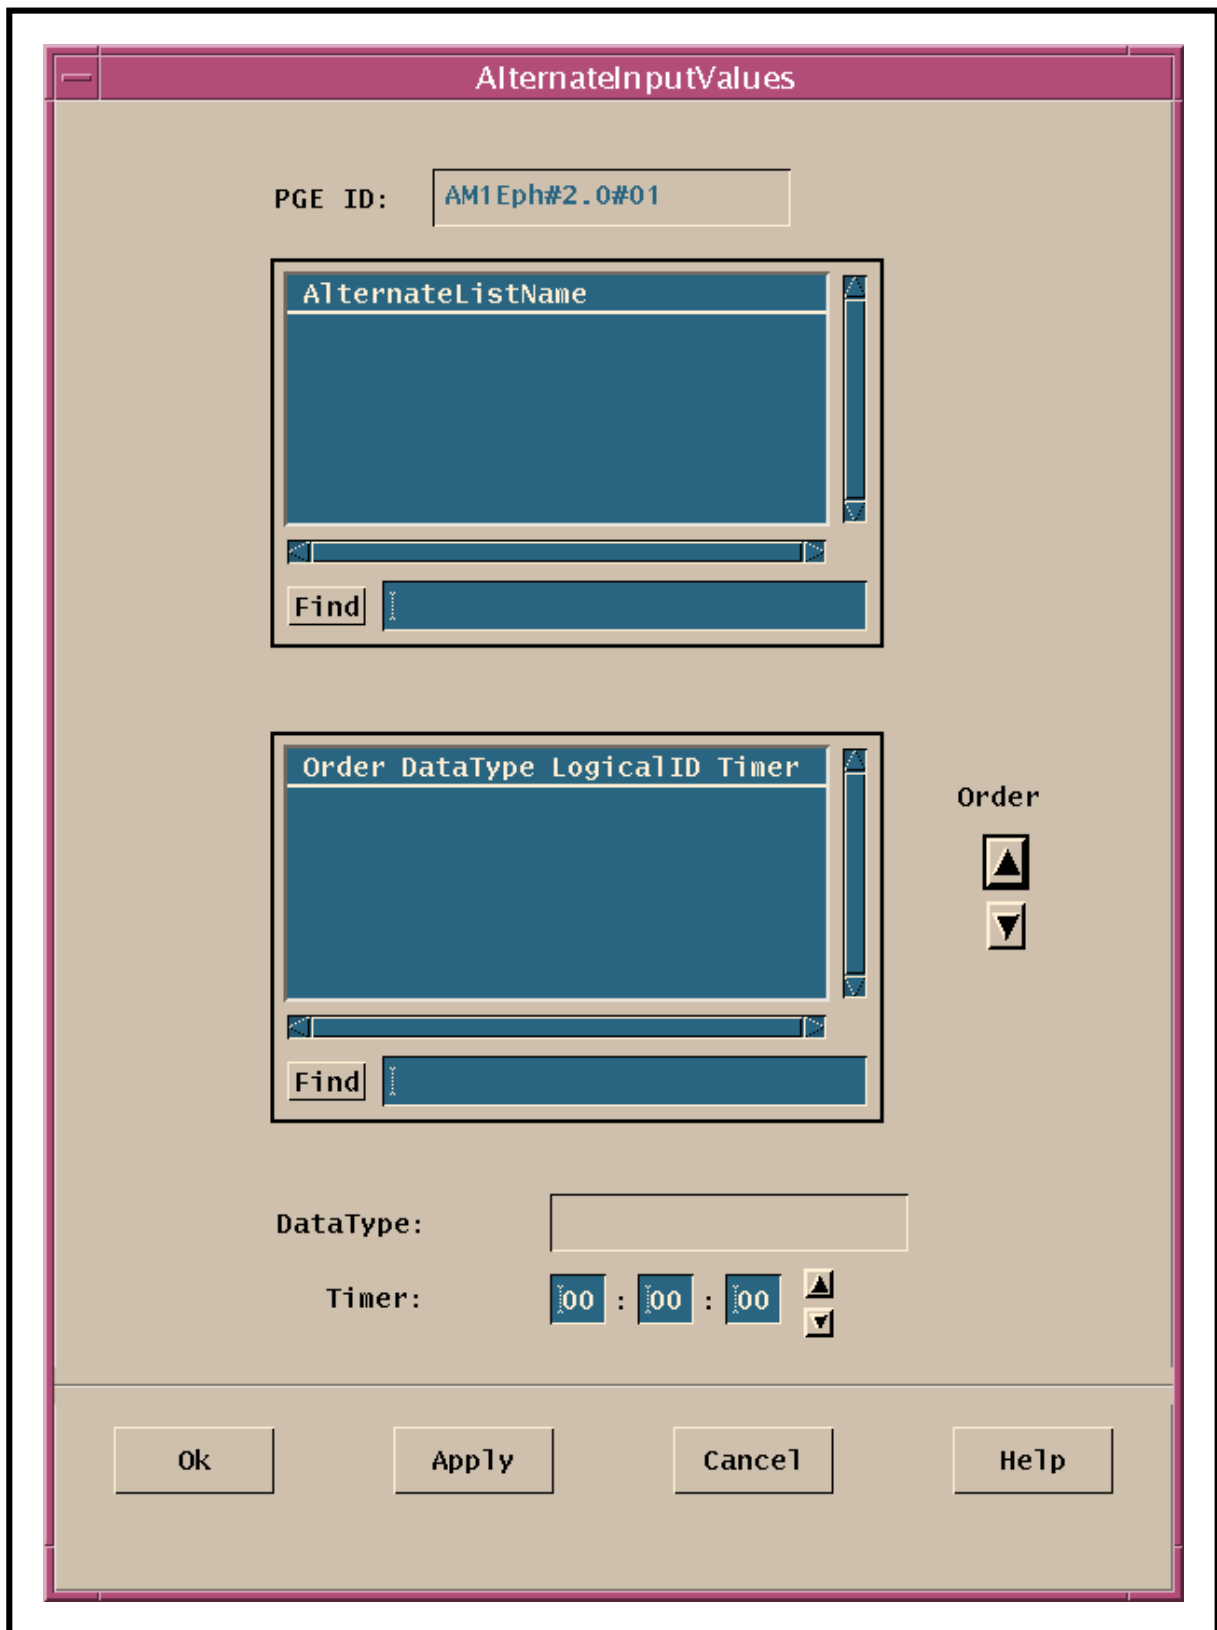 AlternateInputValues
PGE ID: AM1Eph#2.0#01
AlternateListName
Find
Order DataType LogicalID Timer
Order
Find
DataType:
Timer: 00 : 00 : 00
Ok Apply Cancel Help